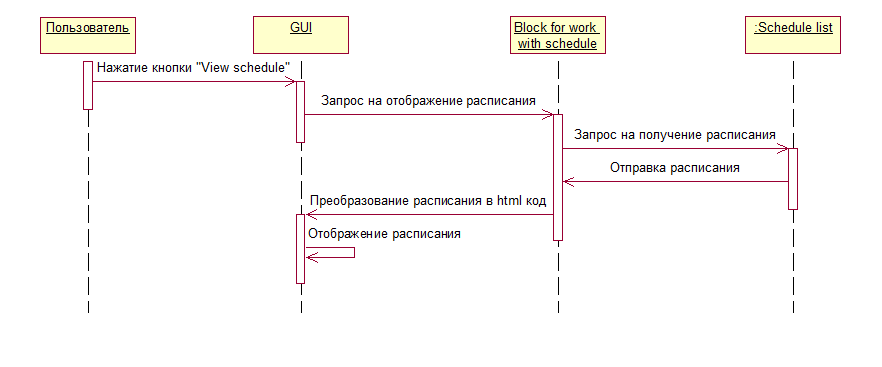 Пользователь
GUI
Block for work
with schedule
:Schedule list
Нажатие кнопки "View schedule"
Запрос на отображение расписания
Запрос на получение расписания
Отправка расписания
Преобразование расписания в html код
Отображение расписания